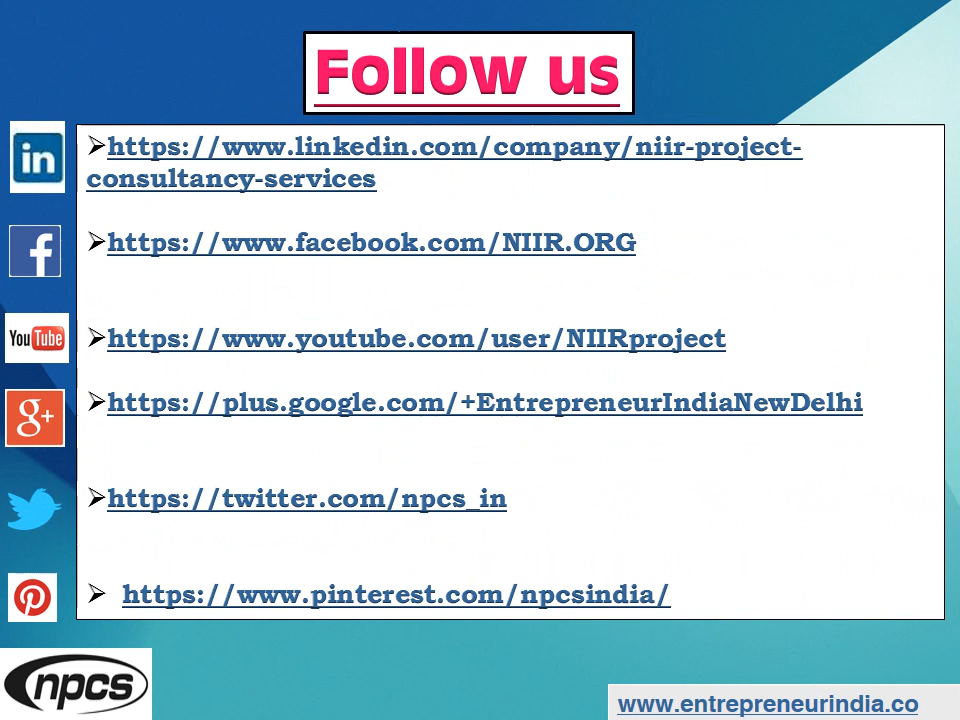 Follow us
in
➢https://www.linkedin.com/company/niir-project-
consultancy-services
f
➢https://www.facebook.com/NIIR.ORG
YouTube
➢https://www.youtube.com/user/NIIRproject
g+
➢https://plus.google.com/+EntrepreneurIndiaNewDelhi
➢https://twitter.com/npcs_in
➢ https://www.pinterest.com/npcsindia/
npcs
www.entrepreneurindia.co